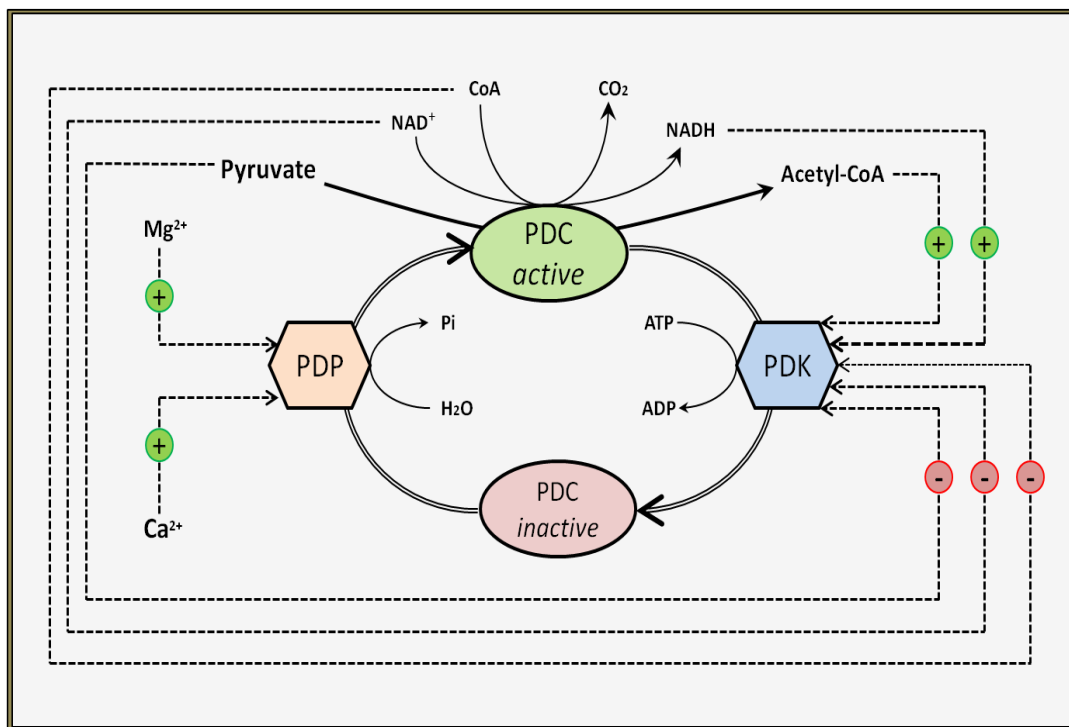 CoA
CO₂
NAD⁺
NADH
Pyruvate
Acetyl-CoA
Mg²⁺
PDC
active
+
+
+
Pi
ATP
PDP
PDK
H₂O
ADP
+
-
-
-
PDC
inactive
Ca²⁺